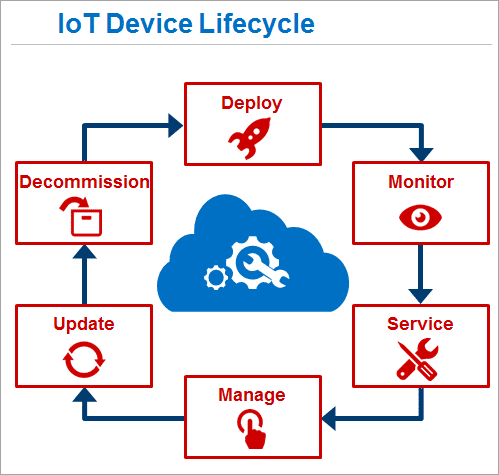 IoT Device Lifecycle
Deploy
Monitor
Service
Manage
Update
Decommission